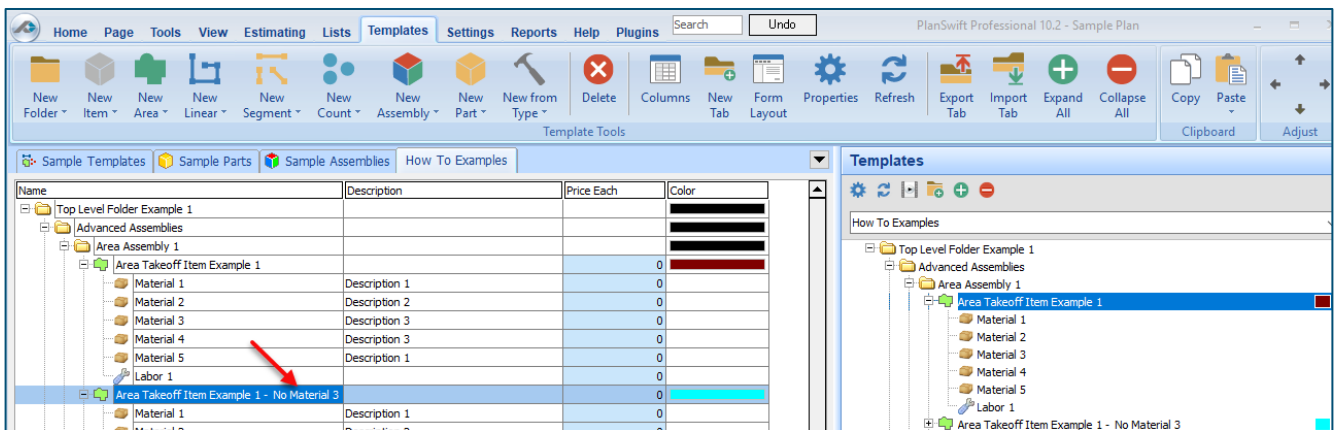 Home Page Tools View Estimating Lists Templates Settings Reports Help Plugins Search Undo PlanSwift Professional 10.2 - Sample Plan
New Folder New Item New Area New Linear New Segment New Count New Assembly New Part New from Type Delete Columns New Tab Form Layout Properties Refresh Export Tab Import Tab Expand All Collapse All Copy Paste
Template Tools Clipboard Adjust
Sample Templates Sample Parts Sample Assemblies How To Examples
Name Description Price Each Color
Top Level Folder Example 1
Advanced Assemblies
Area Assembly 1
Area Takeoff Item Example 1 0
Material 1 Description 1 0
Material 2 Description 2 0
Material 3 Description 3 0
Material 4 Description 3 0
Material 5 Description 1 0
Labor 1 0
Area Takeoff Item Example 1 - No Material 3 0
Material 1 Description 1 0
Templates
How To Examples
Top Level Folder Example 1
Advanced Assemblies
Area Assembly 1
Area Takeoff Item Example 1
Material 1
Material 2
Material 3
Material 4
Material 5
Labor 1
Area Takeoff Item Example 1 - No Material 3